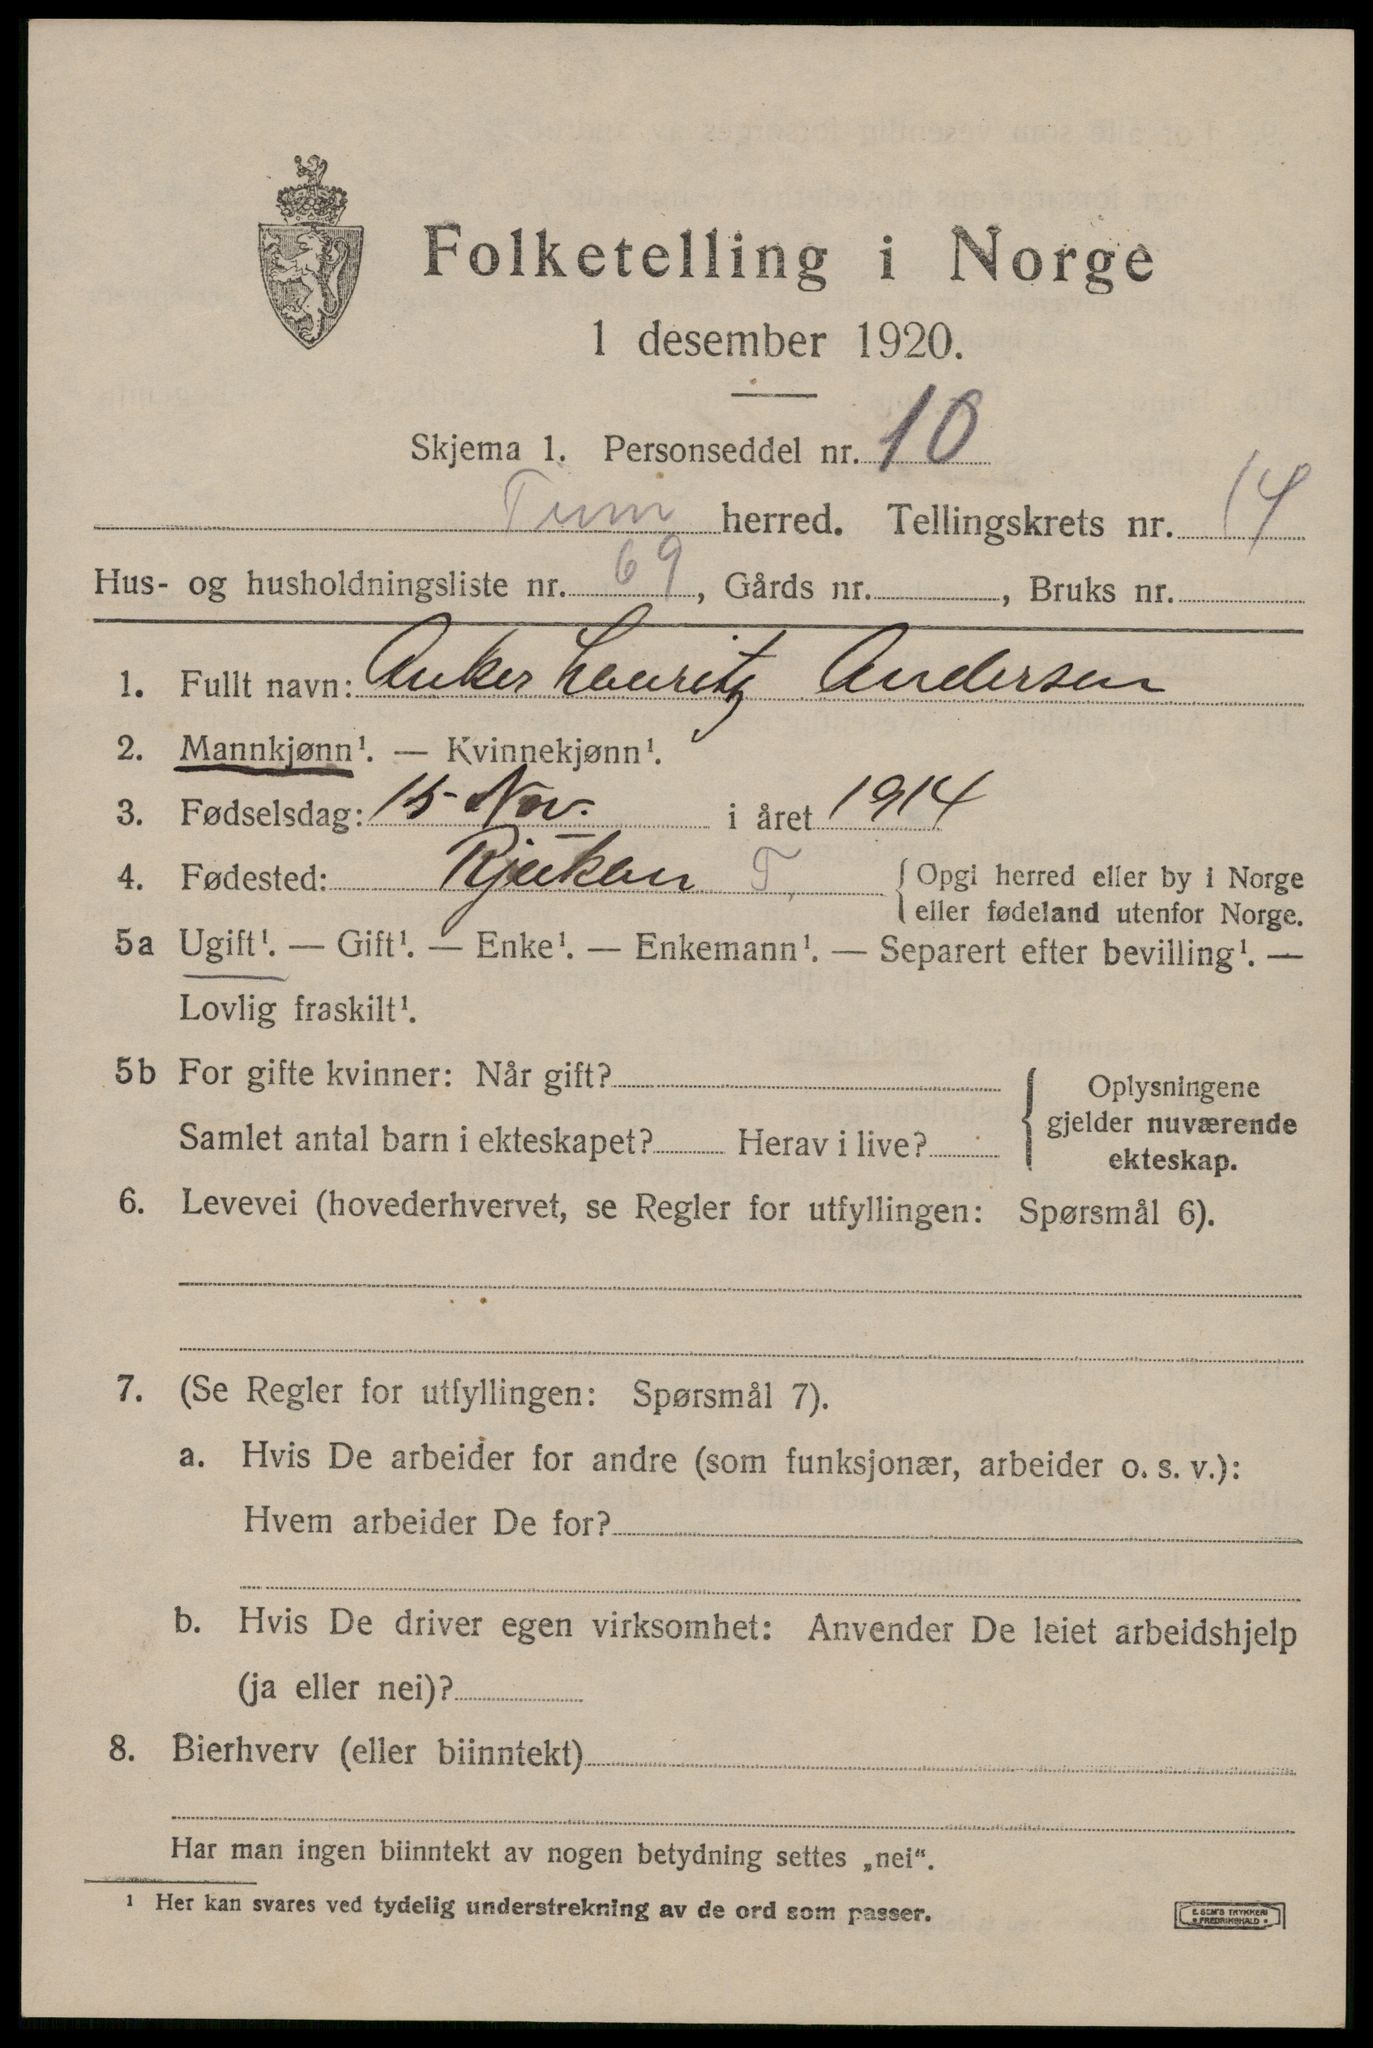 Folketelling i Norge
1 desember 1920.
Skjema 1. Personseddel nr. 10
Tinn herred. Tellingskrets nr. 14
Hus- og husholdningsliste nr. 69, Gårds nr. , Bruks nr.
1. Fullt navn: Anker Lauritz Andersen
2. Mannkjønn¹. — Kvinnekjønn¹.
3. Fødselsdag: 15 Nov. i året 1914
4. Fødested: Rjukan T. { Opgi herred eller by i Norge
eller fødeland utenfor Norge.
5a Ugift¹. — Gift¹. — Enke¹. — Enkemann¹. — Separert efter bevilling¹. —
Lovlig fraskilt¹.
5b For gifte kvinner: Når gift? { Oplysningene
gjelder nuværende
Samlet antal barn i ekteskapet? Herav i live?
ekteskap.
6. Levevei (hovederhvervet, se Regler for utfyllingen: Spørsmål 6).
7. (Se Regler for utfyllingen: Spørsmål 7).
a. Hvis De arbeider for andre (som funksjonær, arbeider o. s. v.):
Hvem arbeider De for?
b. Hvis De driver egen virksomhet: Anvender De leiet arbeidshjelp
(ja eller nei)?
8. Bierhverv (eller biinntekt)
Har man ingen biinntekt av nogen betydning settes „nei“.
¹ Her kan svares ved tydelig understrekning av de ord som passer.
E. SEM'S TRYKKERI
• FREDRIKSHALD •